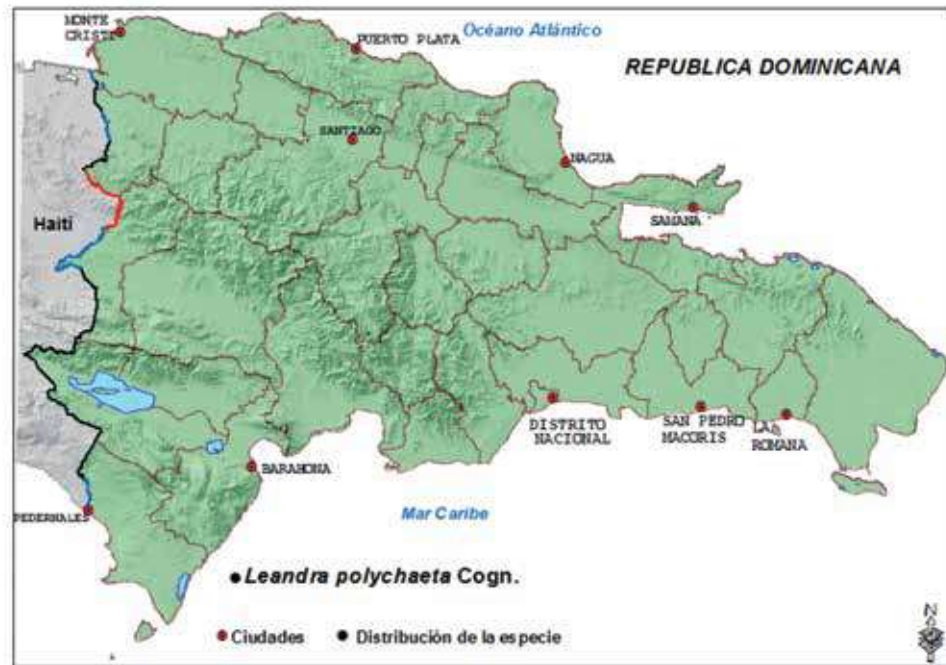 MONTE
CRISTI
PUERTO PLATA
Océano Atlántico
REPUBLICA DOMINICANA
SANTIAGO
NAGUA
SAMANA
Haití
DISTRITO
NACIONAL
SAN PEDRO
MACORIS
LA
ROMANA
BARAHONA
PEDERNALES
Mar Caribe
Leandra polychaeta Cogn.
Ciudades
Distribución de la especie